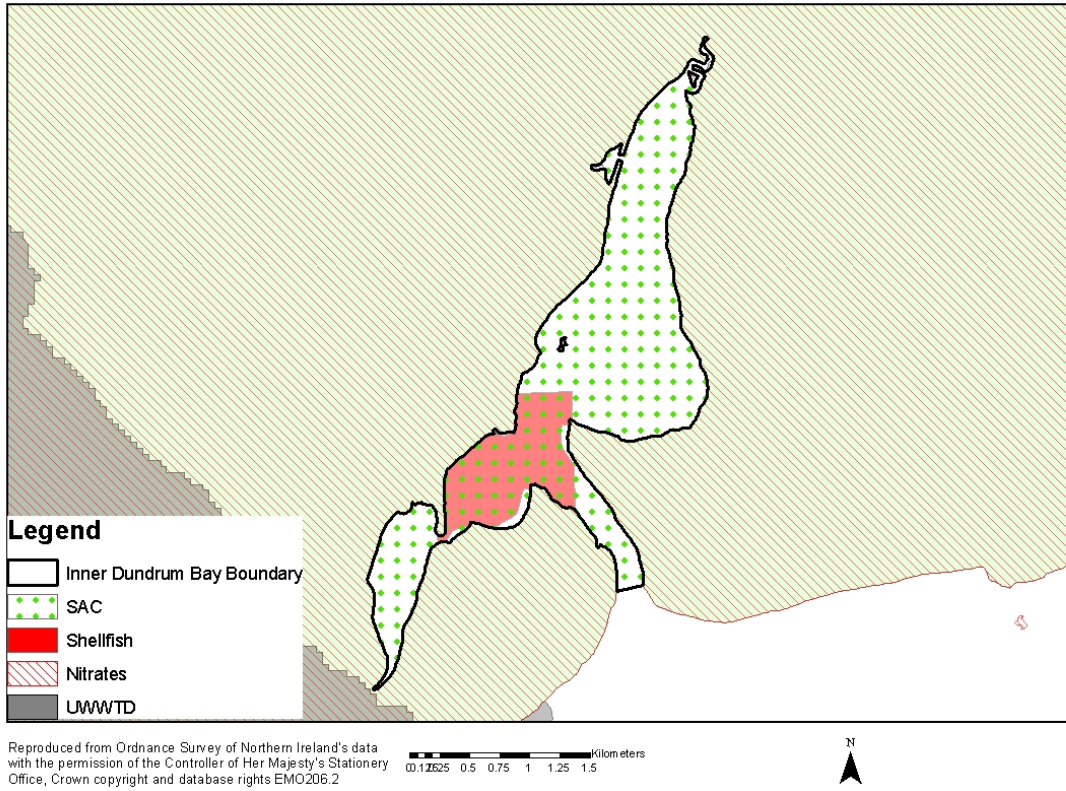 Legend
Inner Dundrum Bay Boundary
SAC
Shellfish
Nitrates
UWWTD
Reproduced from Ordnance Survey of Northern Ireland's data
with the permission of the Controller of Her Majesty's Stationery
Office, Crown copyright and database rights EMO206.2
Kilometers
0.5 0.75 1 1.25 1.5
N